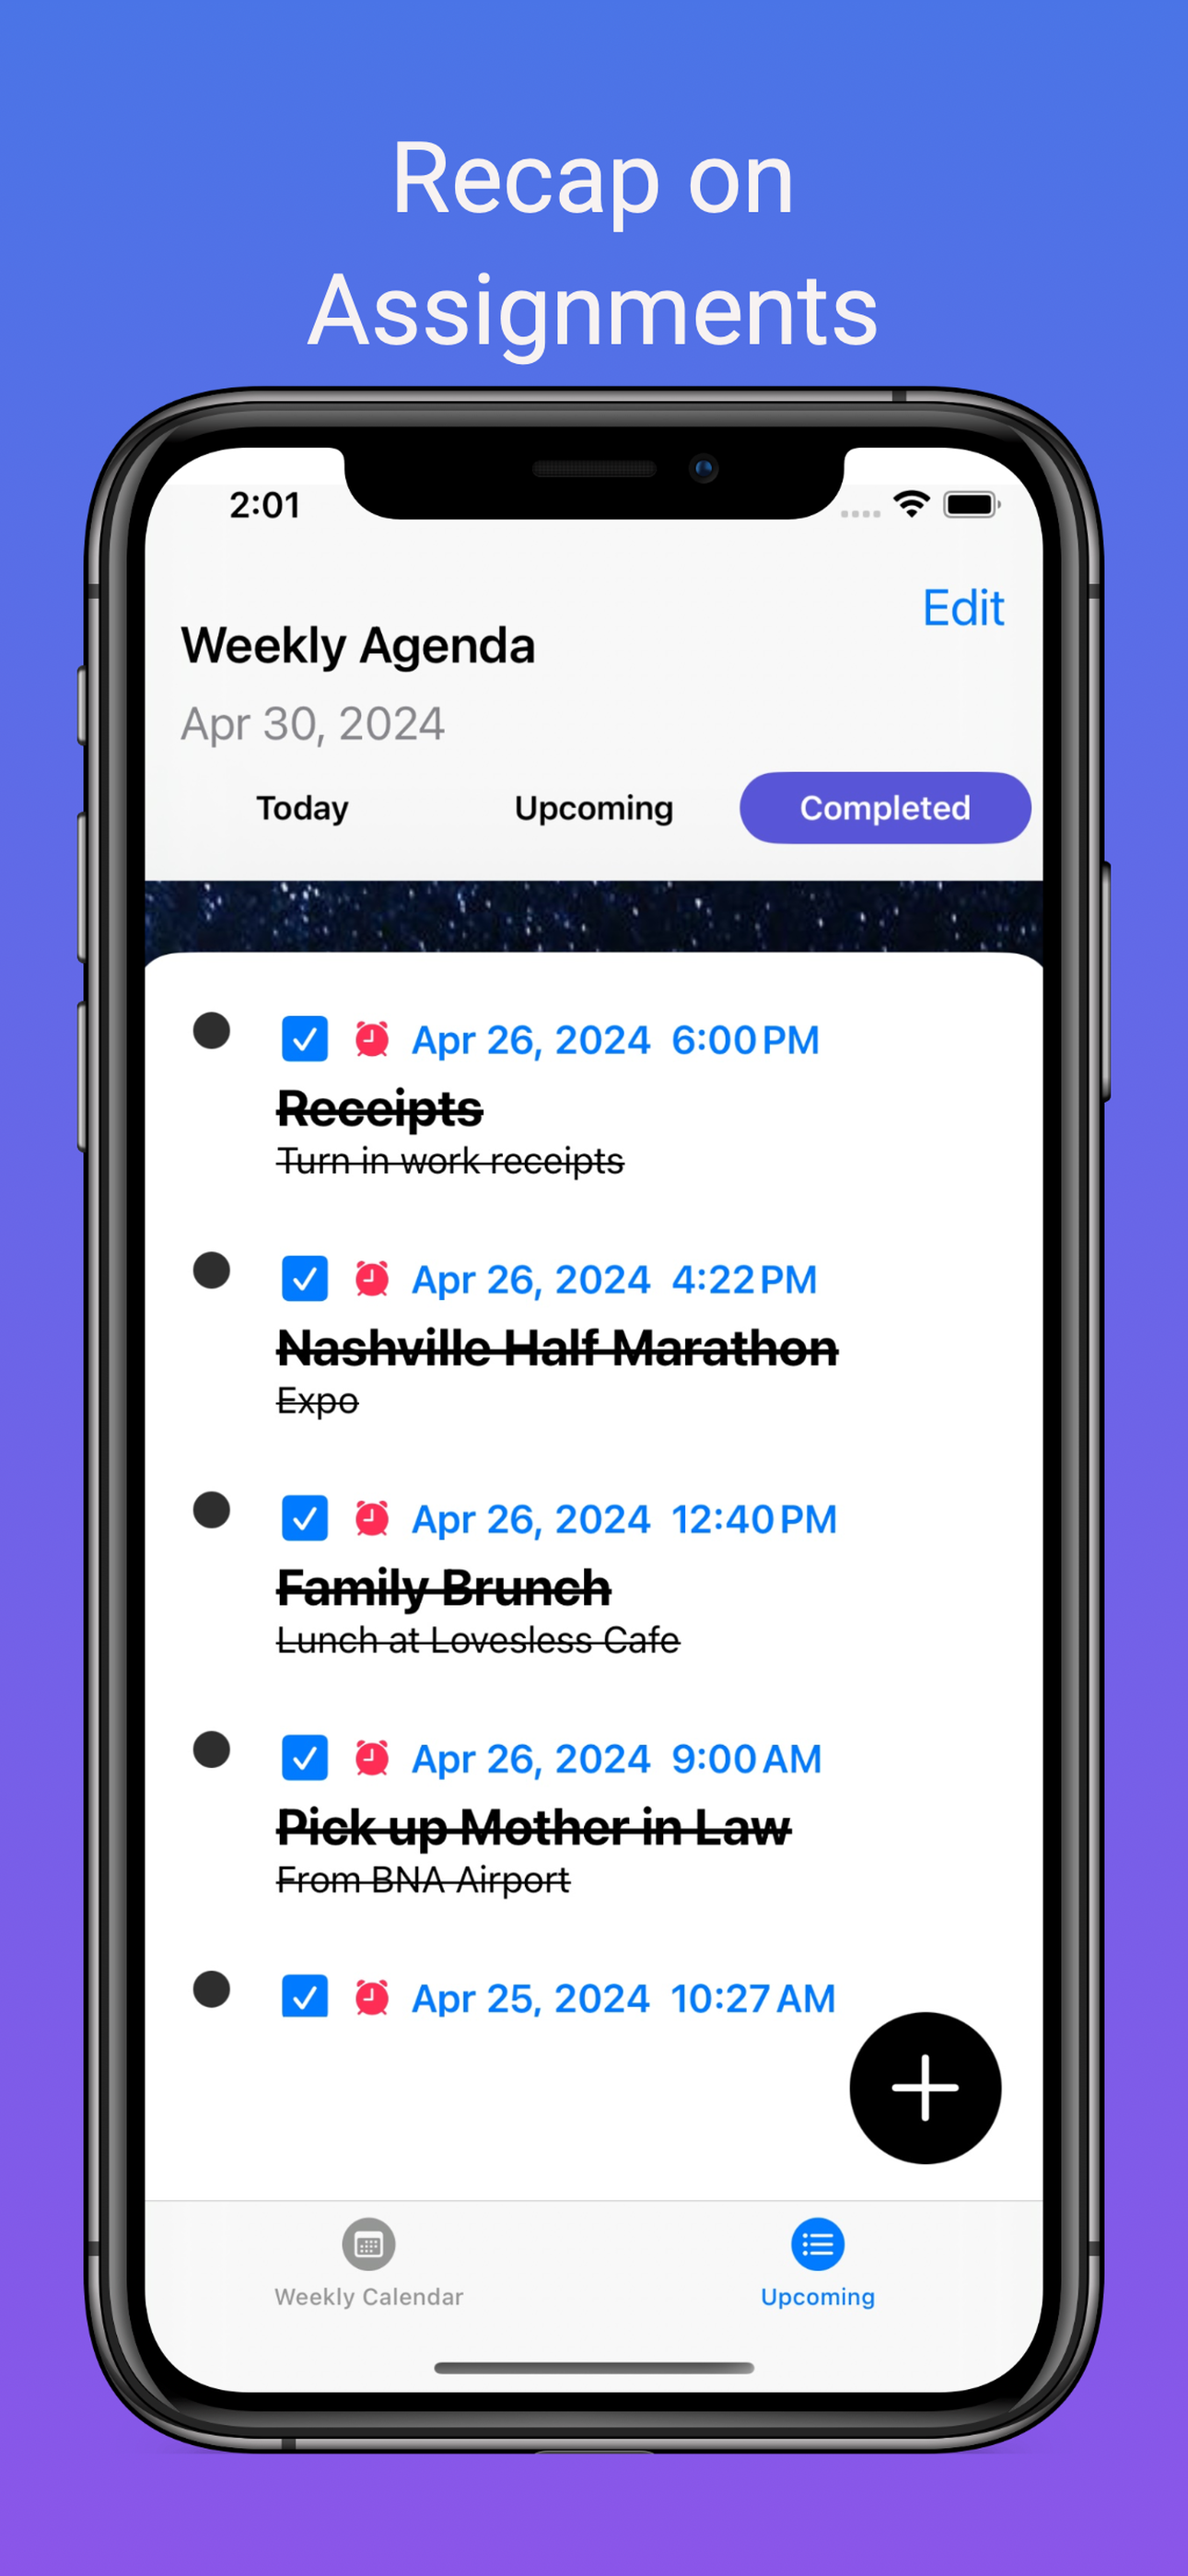 Recap on
Assignments
2:01
Edit
Weekly Agenda
Apr 30, 2024
Today Upcoming Completed
Apr 26, 2024 6:00 PM
Receipts
Turn in work receipts
Apr 26, 2024 4:22 PM
Nashville Half Marathon
Expo
Apr 26, 2024 12:40 PM
Family Brunch
Lunch at Lovesless Cafe
Apr 26, 2024 9:00 AM
Pick up Mother in Law
From BNA Airport
Apr 25, 2024 10:27 AM
Weekly Calendar Upcoming